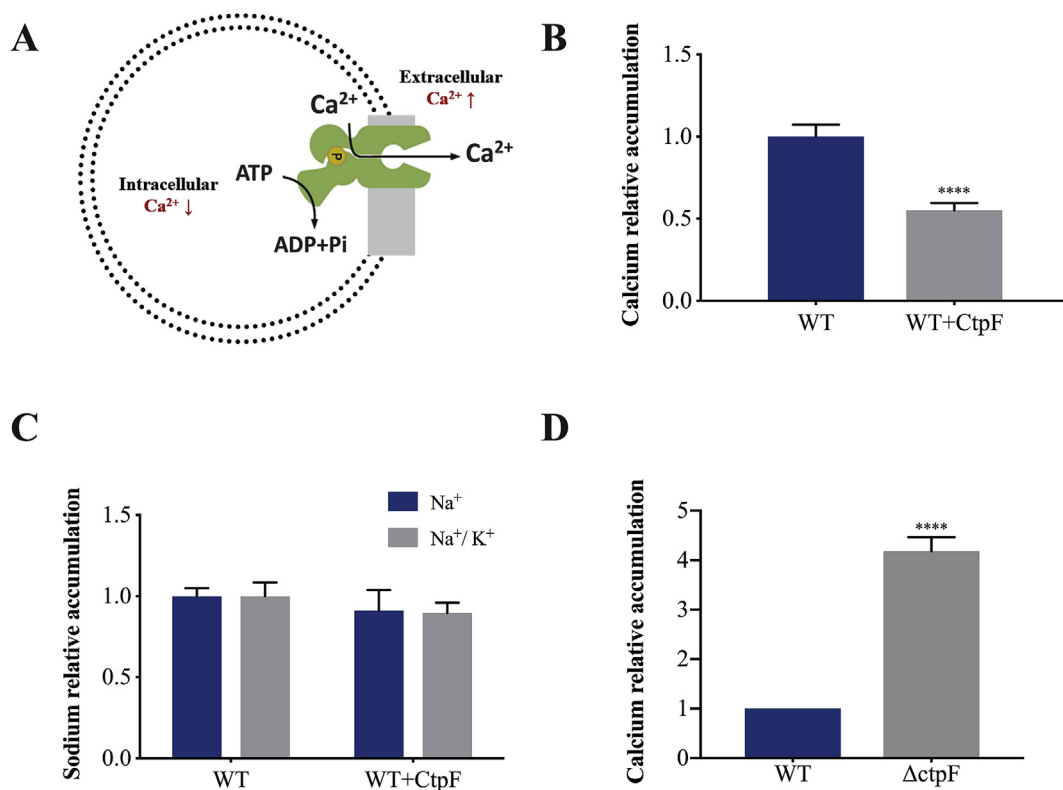 A
Extracellular
Ca²⁺ ↑
Ca²⁺
Ca²⁺
P
Intracellular
Ca²⁺ ↓
ATP
ADP+Pi
B
Calcium relative accumulation
1.5
1.0
0.5
0.0
****
WT
WT+CtpF
C
Sodium relative accumulation
1.5
1.0
0.5
0.0
Na⁺
Na⁺/ K⁺
WT
WT+CtpF
D
Calcium relative accumulation
5
4
3
2
1
0
****
WT
ΔctpF